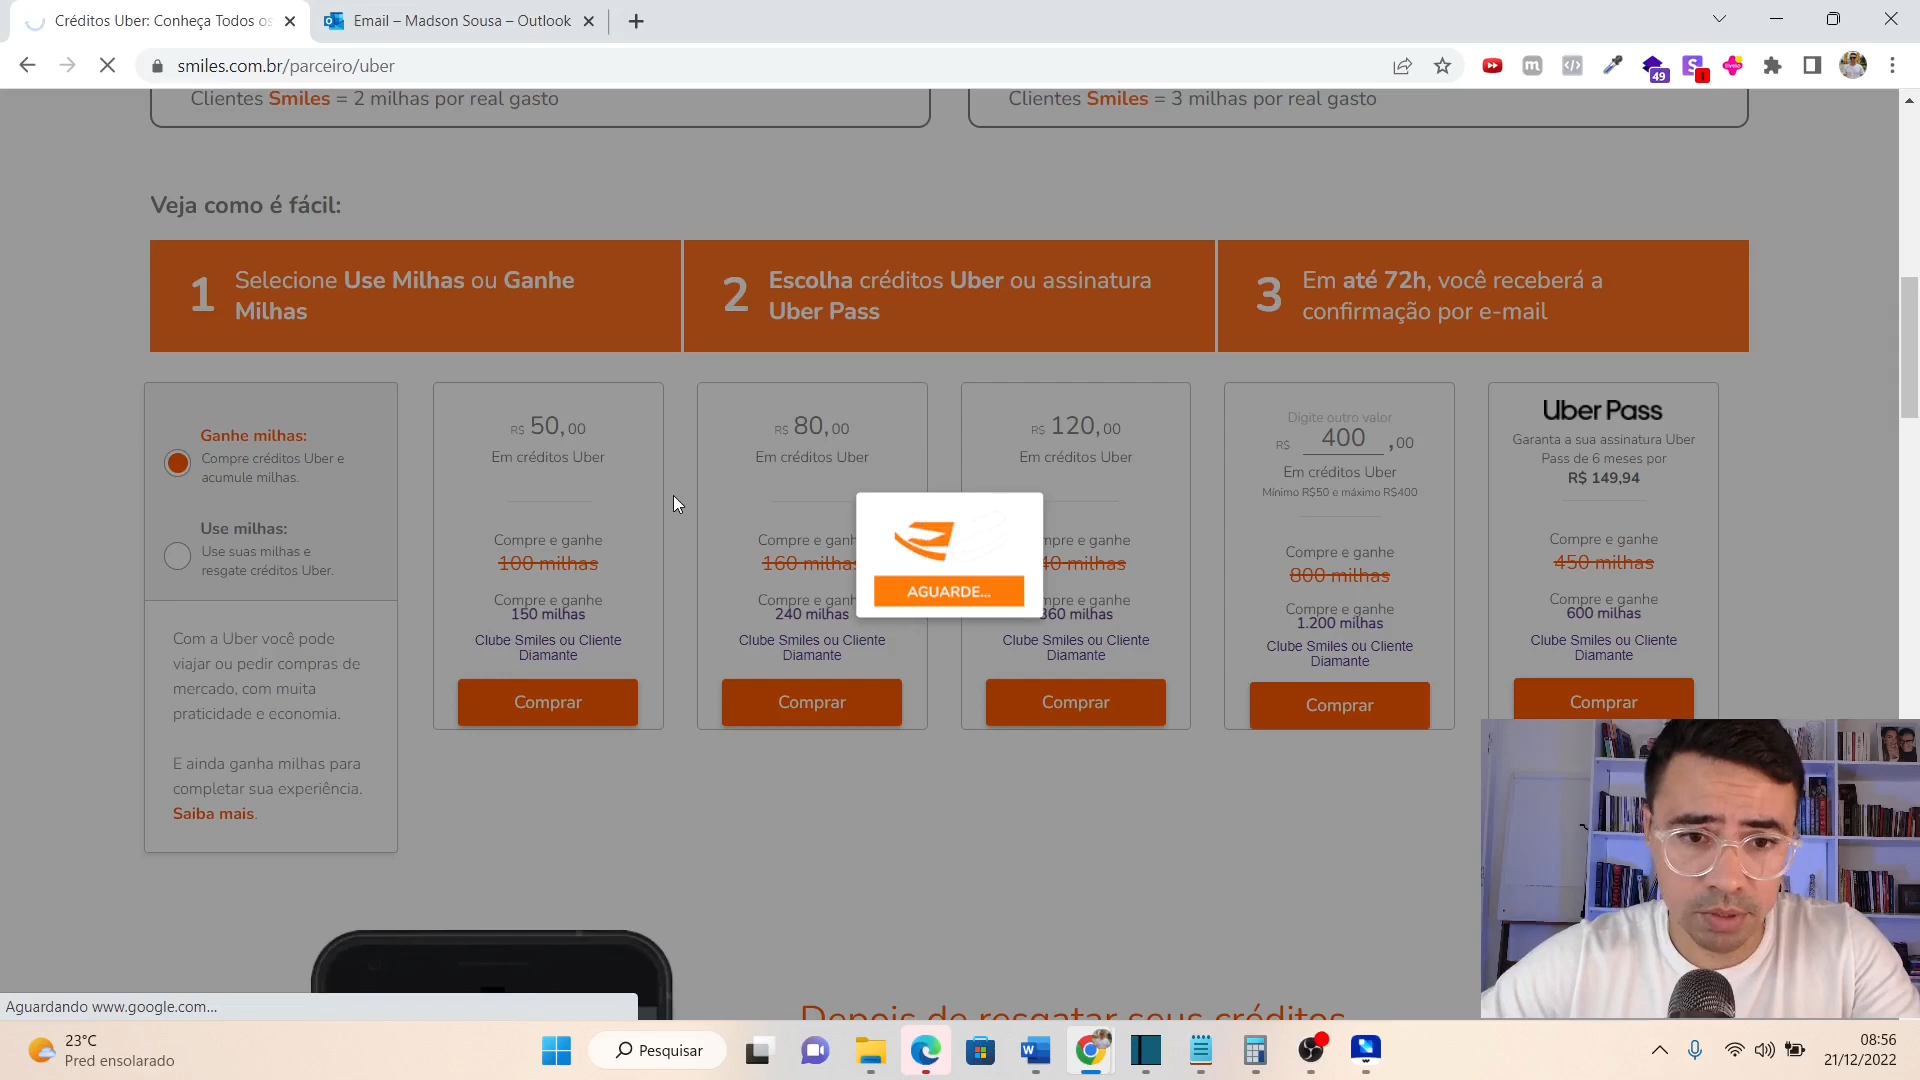 Créditos Uber: Conheça Todos os
Email – Madson Sousa – Outlook
smiles.com.br/parceiro/uber
49
Clientes Smiles = 2 milhas por real gasto
Clientes Smiles = 3 milhas por real gasto
Veja como é fácil:
1
Selecione Use Milhas ou Ganhe
Milhas
2
Escolha créditos Uber ou assinatura
Uber Pass
3
Em até 72h, você receberá a
confirmação por e-mail
Ganhe milhas:
Compre créditos Uber e
acumule milhas.
Use milhas:
Use suas milhas e
resgate créditos Uber.
Com a Uber você pode
viajar ou pedir compras de
mercado, com muita
praticidade e economia.
E ainda ganha milhas para
completar sua experiência.
Saiba mais.
R$ 50,00
Em créditos Uber
Compre e ganhe
100 milhas
Compre e ganhe
150 milhas
Clube Smiles ou Cliente
Diamante
Comprar
R$ 80,00
Em créditos Uber
Compre e ganhe
160 milhas
Compre e ganhe
240 milhas
Clube Smiles ou Cliente
Diamante
Comprar
R$ 120,00
Em créditos Uber
mpre e ganhe
40 milhas
mpre e ganhe
360 milhas
Clube Smiles ou Cliente
Diamante
Comprar
AGUARDE...
Digite outro valor
R$ 400 ,00
Em créditos Uber
Mínimo R$50 e máximo R$400
Compre e ganhe
800 milhas
Compre e ganhe
1.200 milhas
Clube Smiles ou Cliente
Diamante
Comprar
Uber Pass
Garanta a sua assinatura Uber
Pass de 6 meses por
R$ 149,94
Compre e ganhe
450 milhas
Compre e ganhe
600 milhas
Clube Smiles ou Cliente
Diamante
Comprar
Depois de resgatar seus créditos
Aguardando www.google.com...
23°C
Pred ensolarado
Pesquisar
08:56
21/12/2022